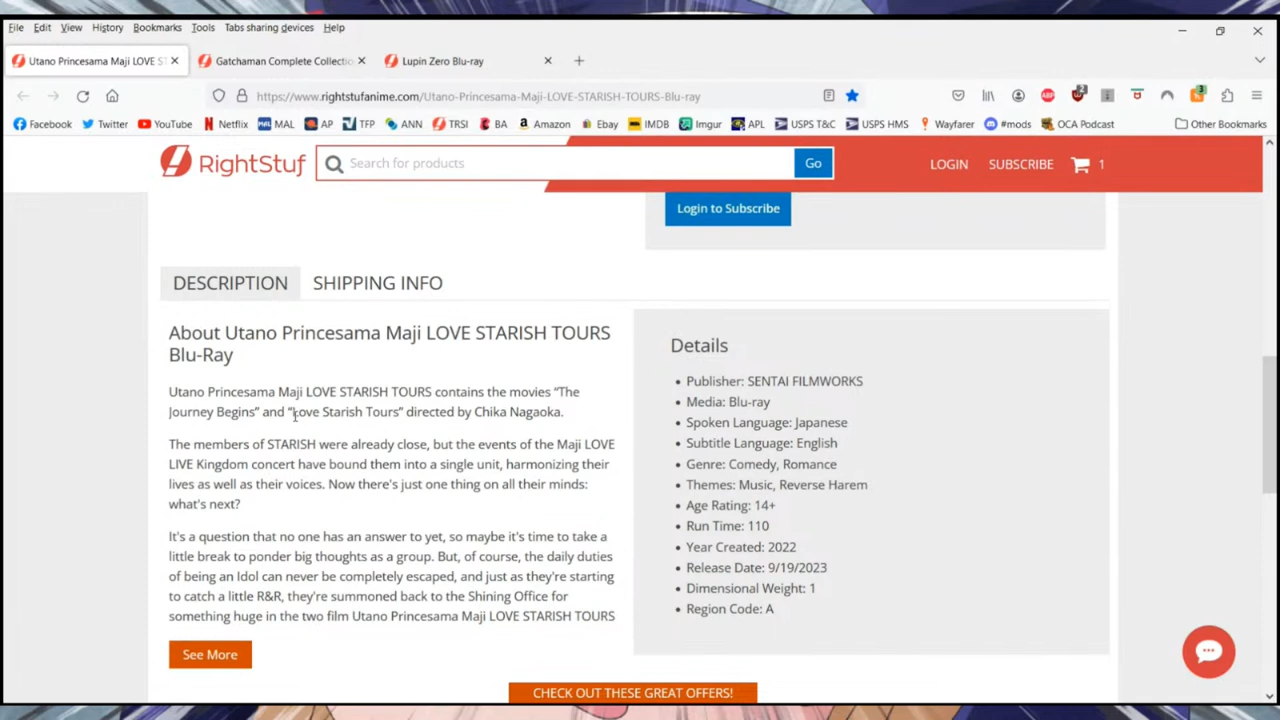 File Edit View History Bookmarks Tools Tabs sharing devices Help
Utano Princesama Maji LOVE S Gatchaman Complete Collectio Lupin Zero Blu-ray
https://www.rightstufanime.com/Utano-Princesama-Maji-LOVE-STARISH-TOURS-Blu-ray
Facebook Twitter YouTube Netflix MAL AP TFP ANN TRSI BA Amazon Ebay IMDB Imgur APL USPS T&C USPS HMS Wayfarer #mods OCA Podcast Other Bookmarks
RightStuf Search for products Go LOGIN SUBSCRIBE 1
Login to Subscribe
DESCRIPTION SHIPPING INFO
About Utano Princesama Maji LOVE STARISH TOURS
Blu-Ray
Utano Princesama Maji LOVE STARISH TOURS contains the movies “The
Journey Begins” and “Love Starish Tours” directed by Chika Nagaoka.
The members of STARISH were already close, but the events of the Maji LOVE
LIVE Kingdom concert have bound them into a single unit, harmonizing their
lives as well as their voices. Now there's just one thing on all their minds:
what's next?
It's a question that no one has an answer to yet, so maybe it's time to take a
little break to ponder big thoughts as a group. But, of course, the daily duties
of being an Idol can never be completely escaped, and just as they're starting
to catch a little R&R, they're summoned back to the Shining Office for
something huge in the two film Utano Princesama Maji LOVE STARISH TOURS
See More
Details
Publisher: SENTAI FILMWORKS
Media: Blu-ray
Spoken Language: Japanese
Subtitle Language: English
Genre: Comedy, Romance
Themes: Music, Reverse Harem
Age Rating: 14+
Run Time: 110
Year Created: 2022
Release Date: 9/19/2023
Dimensional Weight: 1
Region Code: A
CHECK OUT THESE GREAT OFFERS!